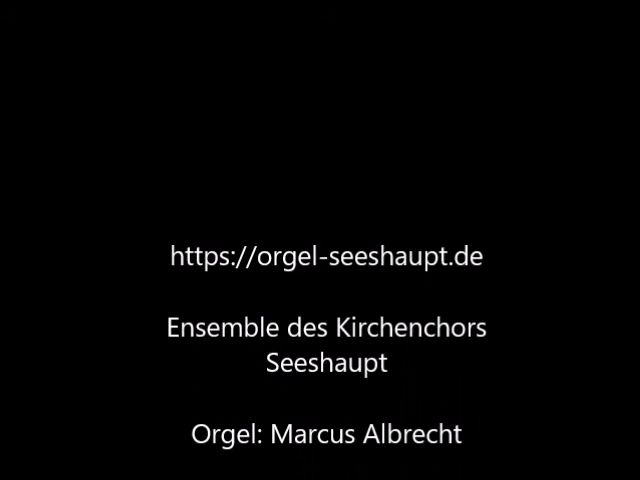 https://orgel-seeshaupt.de
Ensemble des Kirchenchors
Seeshaupt
Orgel: Marcus Albrecht